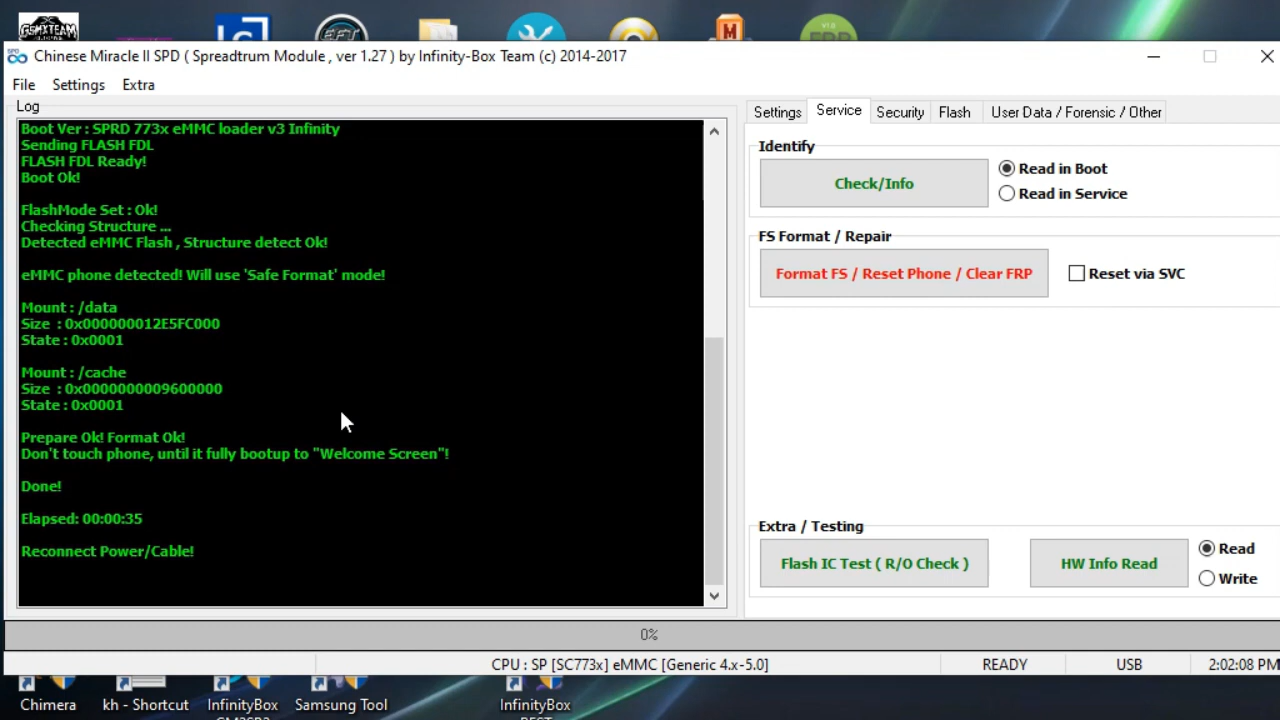 GSMXTEAM
EFT
Chinese Miracle II SPD ( Spreadtrum Module , ver 1.27 ) by Infinity-Box Team (c) 2014-2017
File Settings Extra
Log
Boot Ver : SPRD 773x eMMC loader v3 Infinity
Sending FLASH FDL
FLASH FDL Ready!
Boot Ok!
FlashMode Set : Ok!
Checking Structure ...
Detected eMMC Flash , Structure detect Ok!
eMMC phone detected! Will use 'Safe Format' mode!
Mount : /data
Size : 0x000000012E5FC000
State : 0x0001
Mount : /cache
Size : 0x0000000009600000
State : 0x0001
Prepare Ok! Format Ok!
Don't touch phone, until it fully bootup to "Welcome Screen"!
Done!
Elapsed: 00:00:35
Reconnect Power/Cable!
Settings Service Security Flash User Data / Forensic / Other
Identify
Check/Info
Read in Boot
Read in Service
FS Format / Repair
Format FS / Reset Phone / Clear FRP
Reset via SVC
Extra / Testing
Flash IC Test ( R/O Check )
HW Info Read
Read
Write
0%
CPU : SP [SC773x] eMMC [Generic 4.x-5.0] READY USB 2:02:08 PM
Chimera
kh - Shortcut
InfinityBox
Samsung Tool
InfinityBox